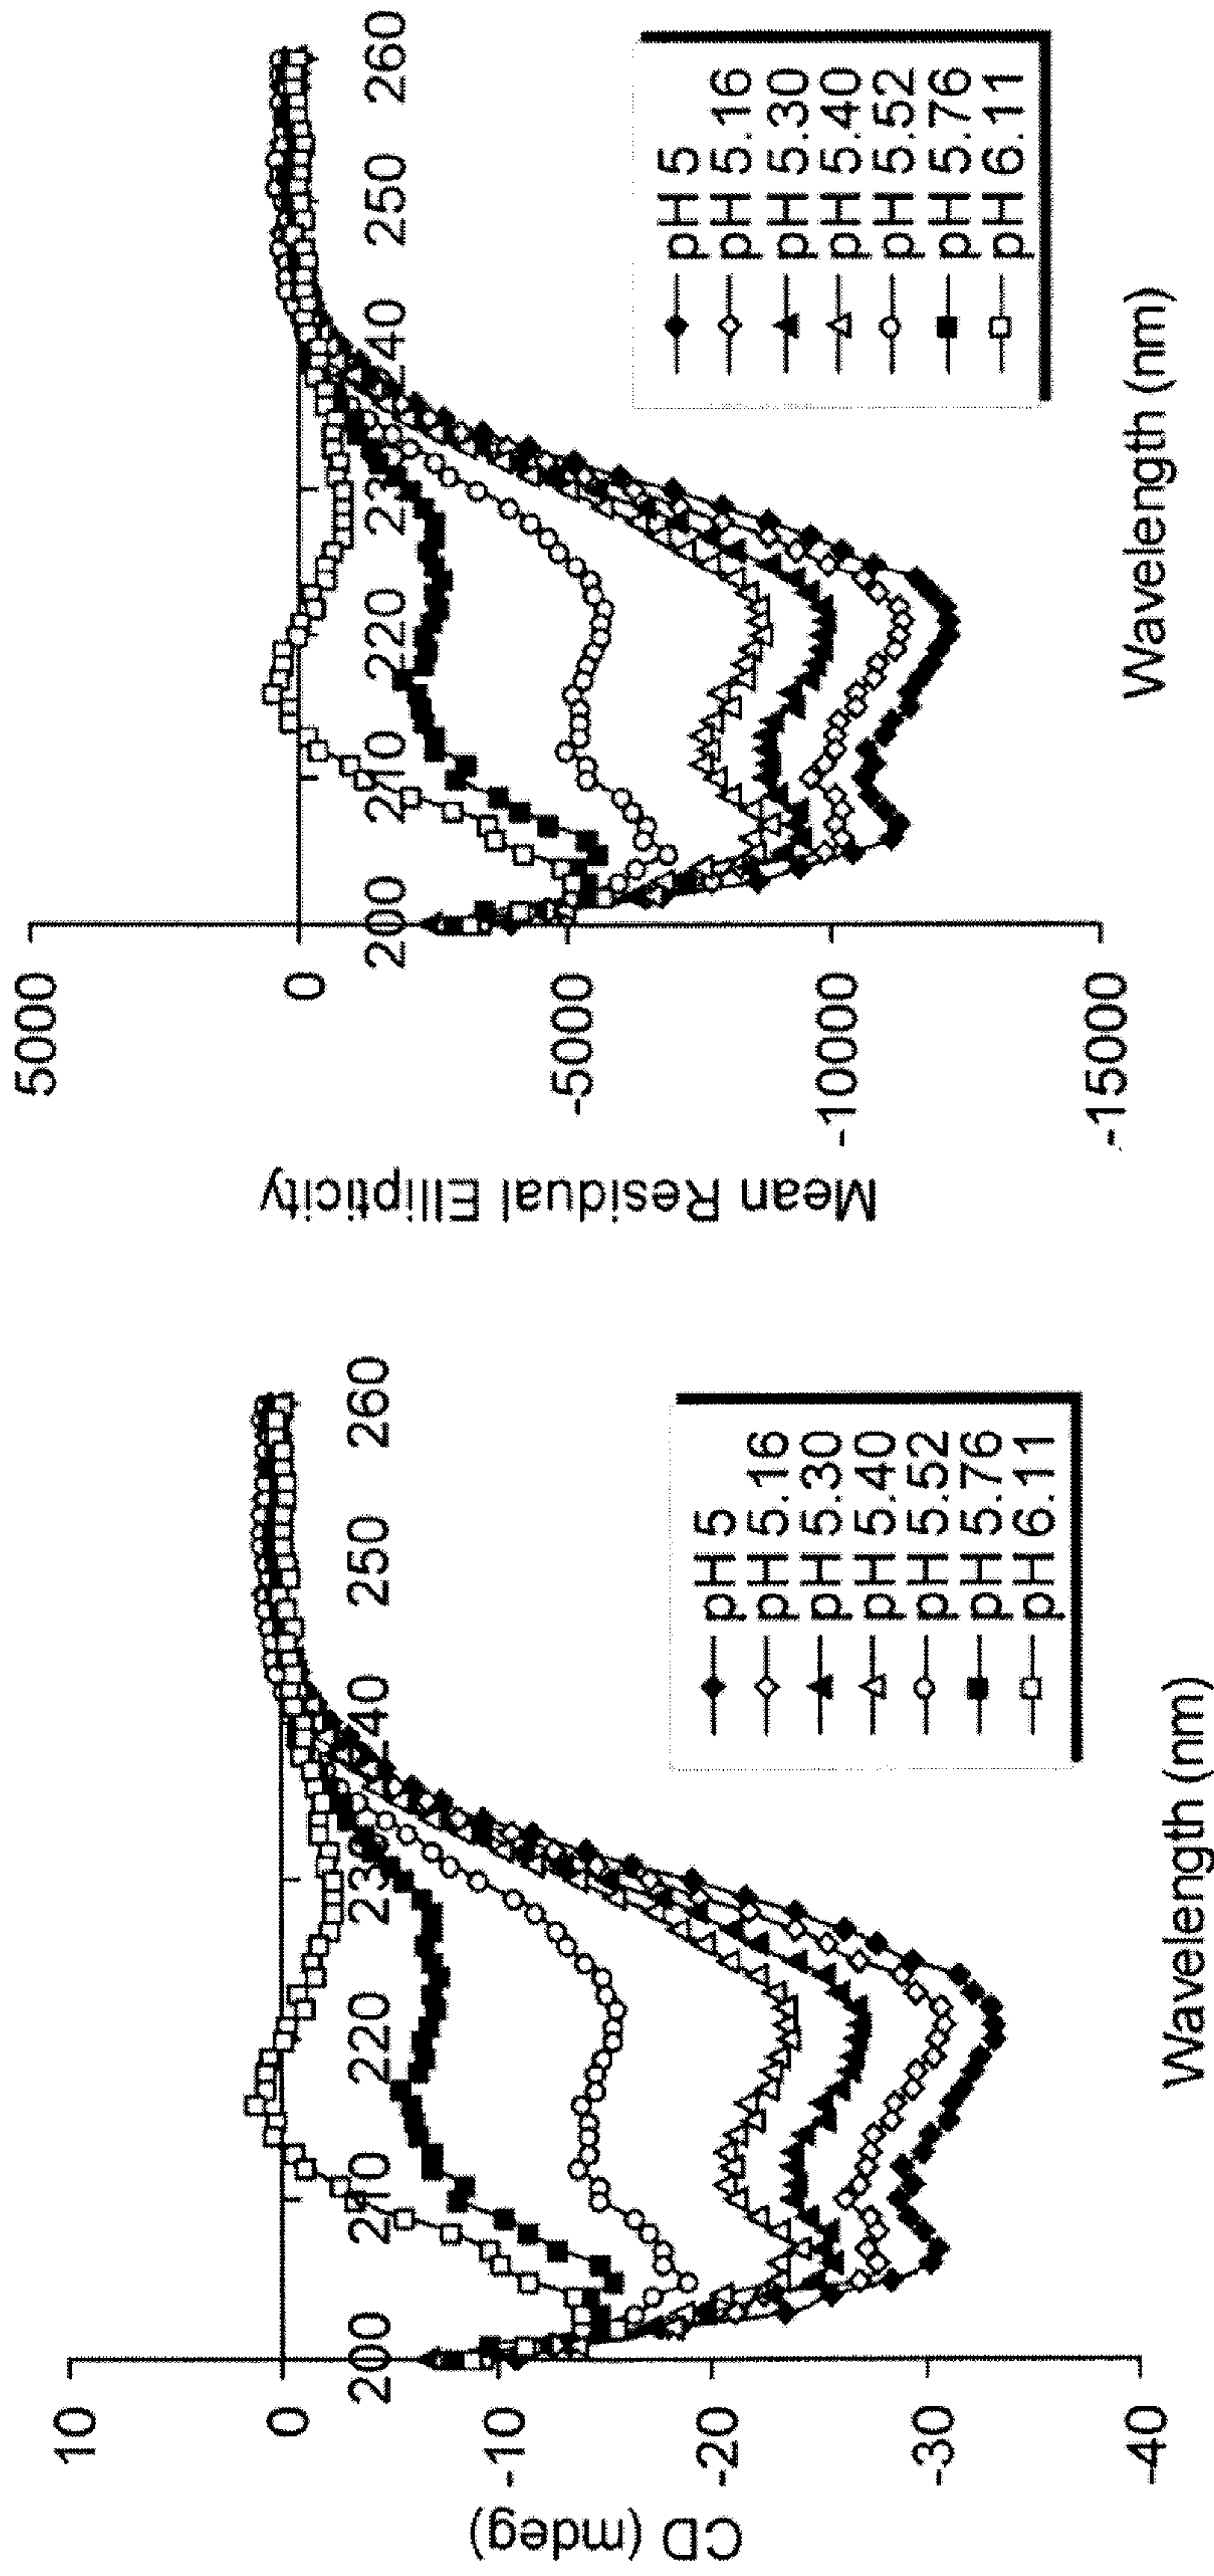 10
0
-10
-20
-30
-40
CD (mdeg)
200
210
220
230
240
250
260
Wavelength (nm)
pH 5
pH 5.16
pH 5.30
pH 5.40
pH 5.52
pH 5.76
pH 6.11
5000
0
-5000
-10000
-15000
Mean Residual Ellipticity
200
210
220
230
240
250
260
Wavelength (nm)
pH 5
pH 5.16
pH 5.30
pH 5.40
pH 5.52
pH 5.76
pH 6.11